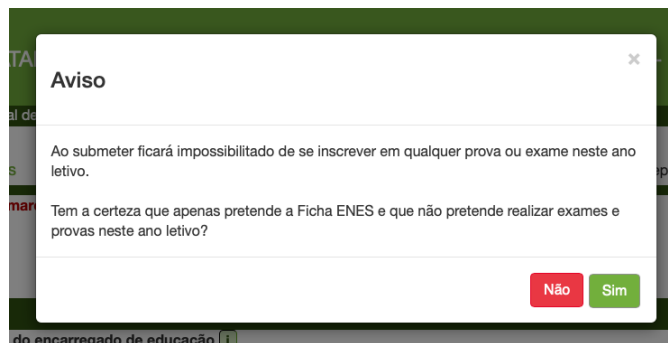 ×
Aviso
al de
Ao submeter ficará impossibilitado de se inscrever em qualquer prova ou exame neste ano
letivo.
Tem a certeza que apenas pretende a Ficha ENES e que não pretende realizar exames e
provas neste ano letivo?
Não Sim
do encarregado de educação i